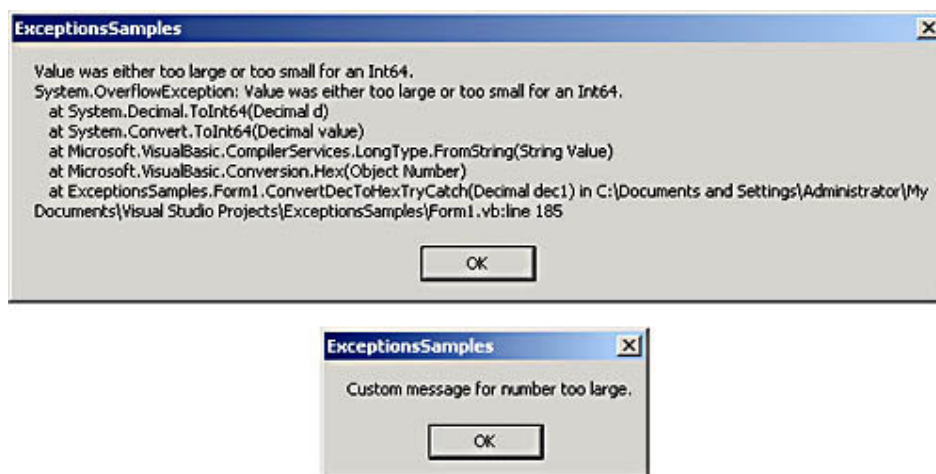 ExceptionsSamples
Value was either too large or too small for an Int64.
System.OverflowException: Value was either too large or too small for an Int64.
at System.Decimal.ToInt64(Decimal d)
at System.Convert.ToInt64(Decimal value)
at Microsoft.VisualBasic.CompilerServices.LongType.FromString(String Value)
at Microsoft.VisualBasic.Conversion.Hex(Object Number)
at ExceptionsSamples.Form1.ConvertDecToHexTryCatch(Decimal dec1) in C:\Documents and Settings\Administrator\My
Documents\Visual Studio Projects\ExceptionsSamples\Form1.vb:line 185
OK
ExceptionsSamples
Custom message for number too large.
OK